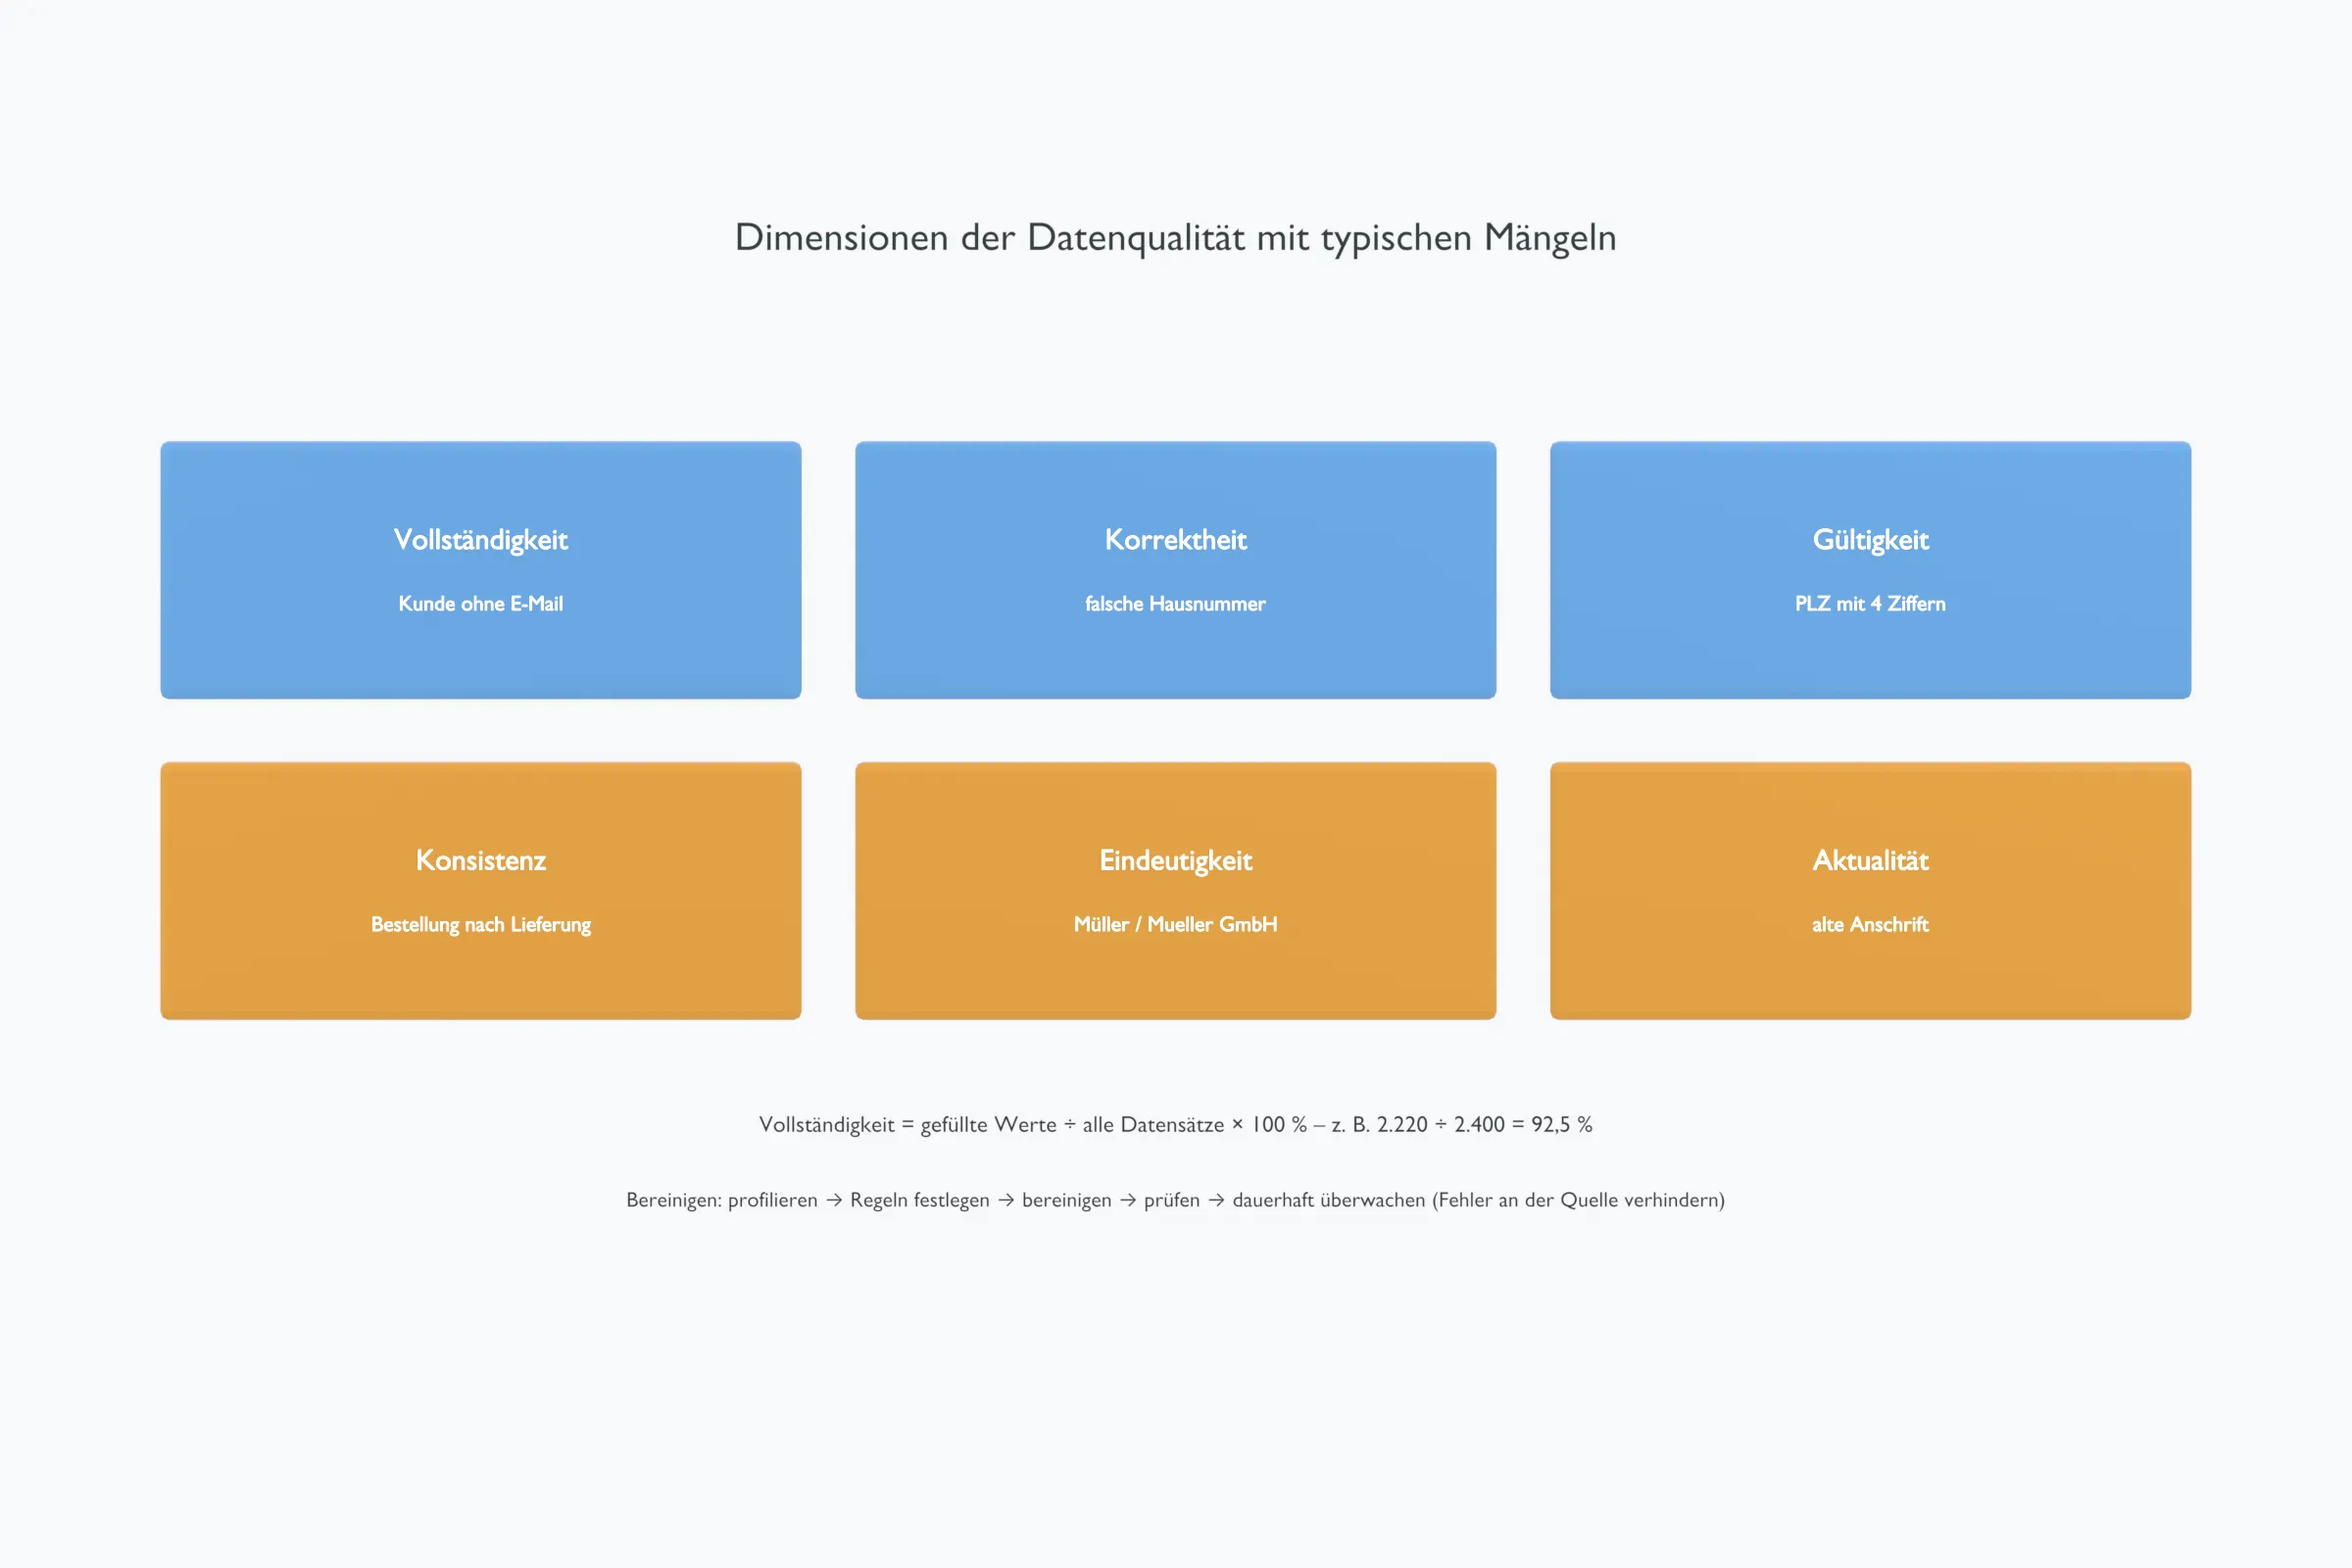 Dimensionen der Datenqualität mit typischen Mängeln
Vollständigkeit
Kunde ohne E-Mail
Korrektheit
falsche Hausnummer
Gültigkeit
PLZ mit 4 Ziffern
Konsistenz
Bestellung nach Lieferung
Eindeutigkeit
Müller / Mueller GmbH
Aktualität
alte Anschrift
Vollständigkeit = gefüllte Werte ÷ alle Datensätze × 100 % – z. B. 2.220 ÷ 2.400 = 92,5 %
Bereinigen: profilieren → Regeln festlegen → bereinigen → prüfen → dauerhaft überwachen (Fehler an der Quelle verhindern)